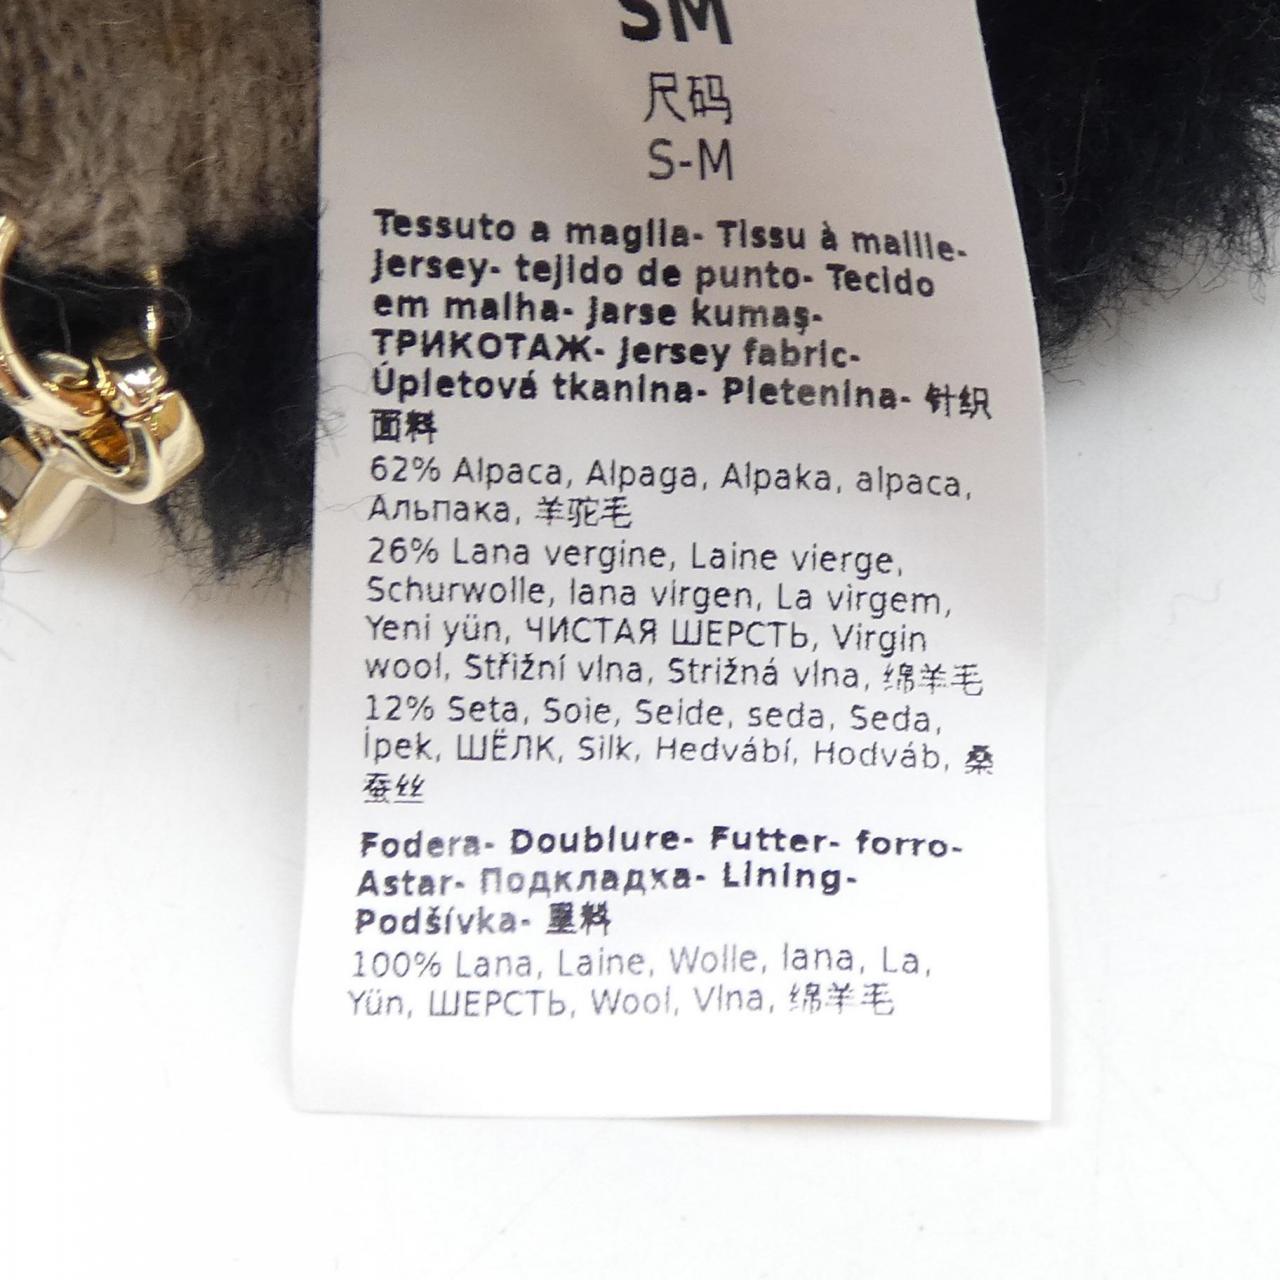 SM
尺码
S-M
Tessuto a maglia- Tissu à maille-
Jersey- tejido de punto- Tecido
em malha- Jarse kumaş-
ТРИКОТАЖ- Jersey fabric-
Úpletová tkanina- Pletenina- 针织
面料
62% Alpaca, Alpaga, Alpaka, alpaca,
Альпака, 羊驼毛
26% Lana vergine, Laine vierge,
Schurwolle, lana virgen, La virgem,
Yeni yün, ЧИСТАЯ ШЕРСТЬ, Virgin
wool, Střižní vlna, Strižná vlna, 绵羊毛
12% Seta, Soie, Seide, seda, Seda,
İpek, ШЁЛК, Silk, Hedvábí, Hodváb, 桑
蚕丝
Fodera- Doublure- Futter- forro-
Astar- Подкладка- Lining-
Podšívka- 里料
100% Lana, Laine, Wolle, lana, La,
Yün, ШЕРСТЬ, Wool, Vlna, 绵羊毛